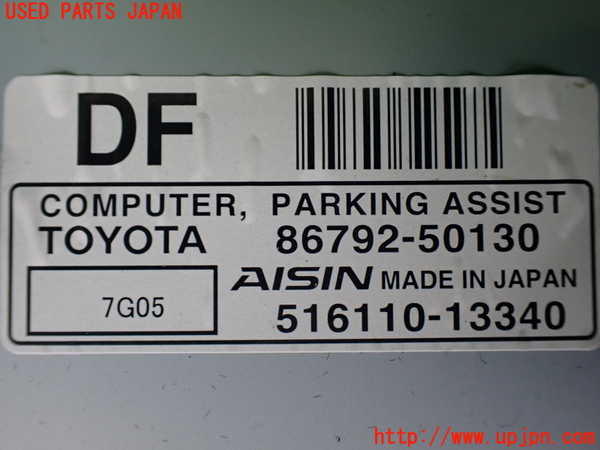 USED PARTS JAPAN
DF
COMPUTER, PARKING ASSIST
TOYOTA 86792-50130
7G05
AISIN MADE IN JAPAN
516110-13340
http://www.upjpn.com